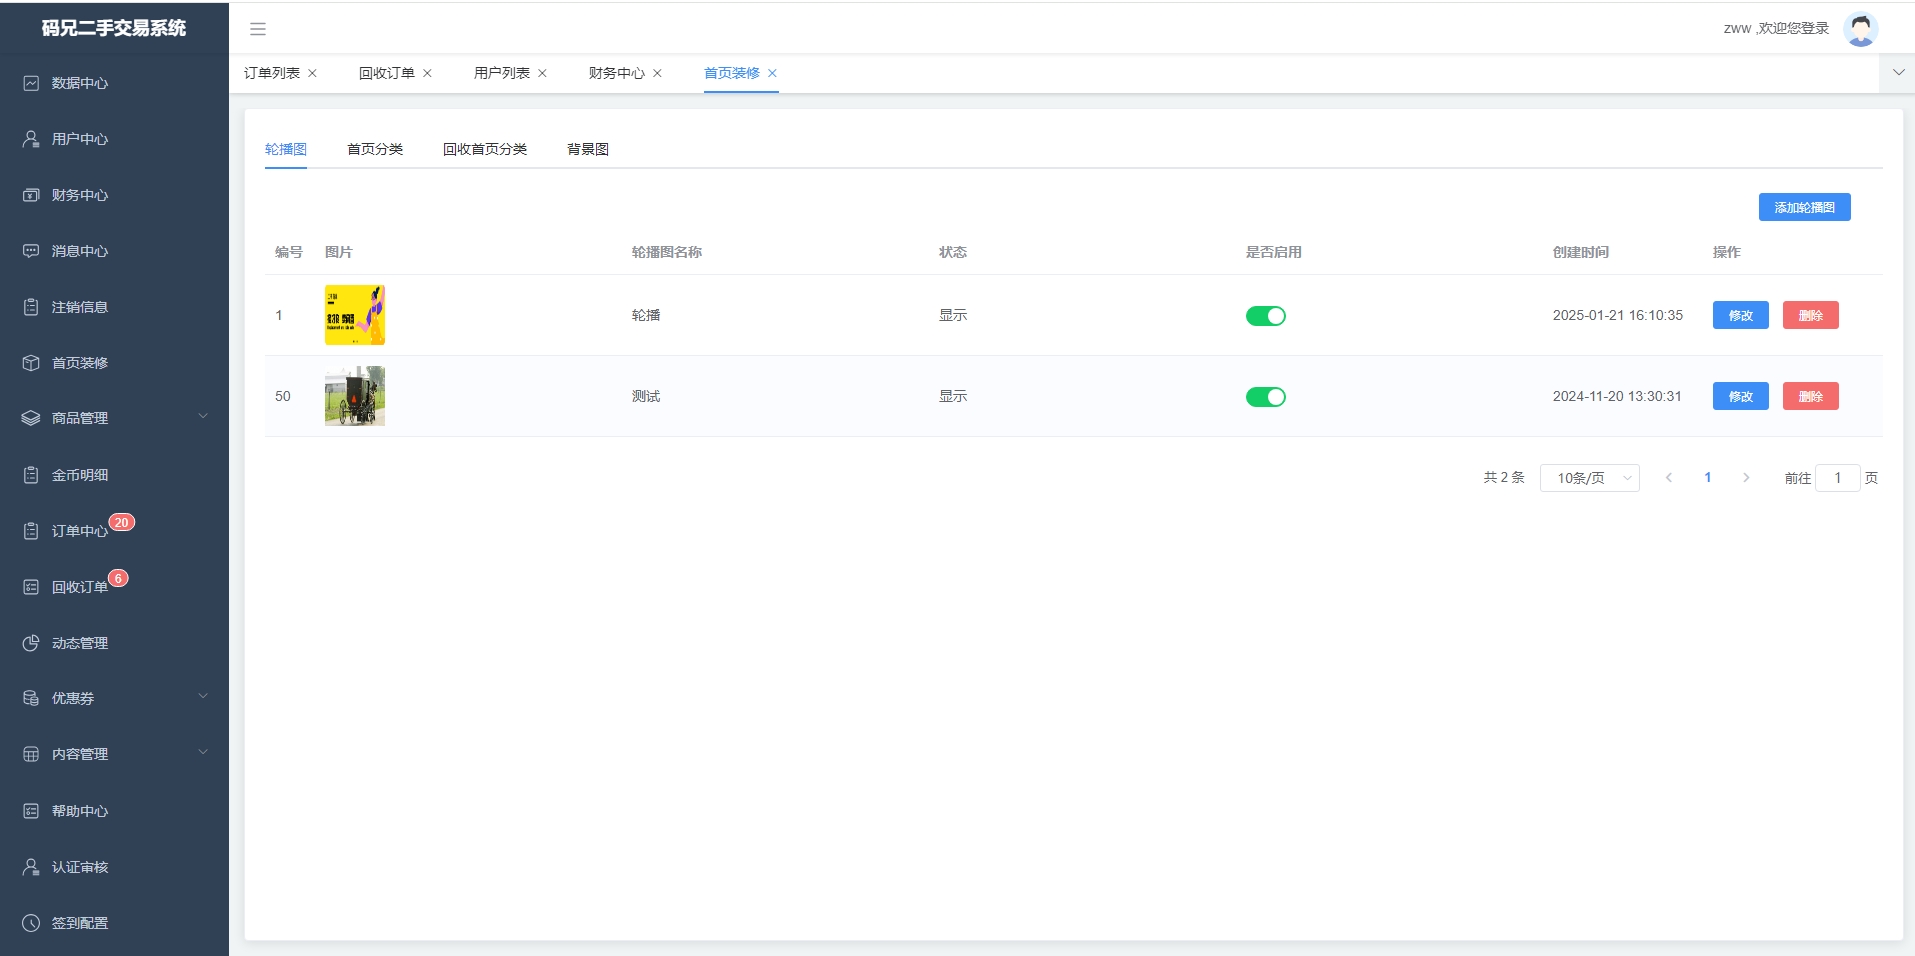 码兄二手交易系统
zww ,欢迎您登录
数据中心
用户中心
财务中心
消息中心
注销信息
首页装修
商品管理
金币明细
订单中心 20
回收订单 6
动态管理
优惠券
内容管理
帮助中心
认证审核
签到配置
订单列表 回收订单 用户列表 财务中心 首页装修
轮播图 首页分类 回收首页分类 背景图
添加轮播图
编号 图片 轮播图名称 状态 是否启用 创建时间 操作
1 轮播 显示 2025-01-21 16:10:35 修改 删除
50 测试 显示 2024-11-20 13:30:31 修改 删除
共 2 条 10条/页 1 前往 1 页